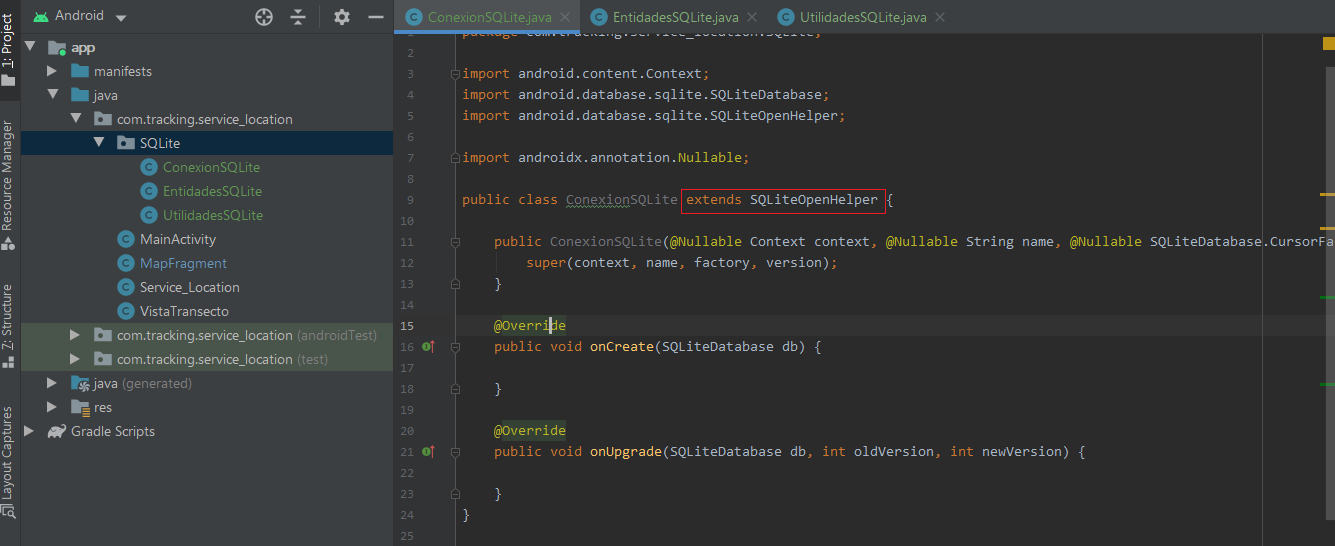 Android
ConexionSQLite.java
EntidadesSQLite.java
UtilidadesSQLite.java
1: Project
Resource Manager
Z: Structure
Layout Captures
app
manifests
java
com.tracking.service_location
SQLite
ConexionSQLite
EntidadesSQLite
UtilidadesSQLite
MainActivity
MapFragment
Service_Location
VistaTransecto
com.tracking.service_location (androidTest)
com.tracking.service_location (test)
java (generated)
res
Gradle Scripts
1 package com.tracking.service_location.SQLite;
2
3 import android.content.Context;
4 import android.database.sqlite.SQLiteDatabase;
5 import android.database.sqlite.SQLiteOpenHelper;
6
7 import androidx.annotation.Nullable;
8
9 public class ConexionSQLite extends SQLiteOpenHelper {
10
11 public ConexionSQLite(@Nullable Context context, @Nullable String name, @Nullable SQLiteDatabase.CursorFa
12 super(context, name, factory, version);
13 }
14
15 @Override
16 public void onCreate(SQLiteDatabase db) {
17
18 }
19
20 @Override
21 public void onUpgrade(SQLiteDatabase db, int oldVersion, int newVersion) {
22
23 }
24 }
25